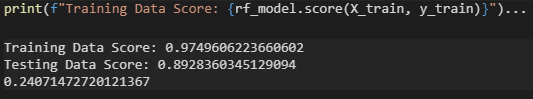 print(f"Training Data Score: {rf_model.score(X_train, y_train)}")...
Training Data Score: 0.9749606223660602
Testing Data Score: 0.8928360345129094
0.24071472720121367